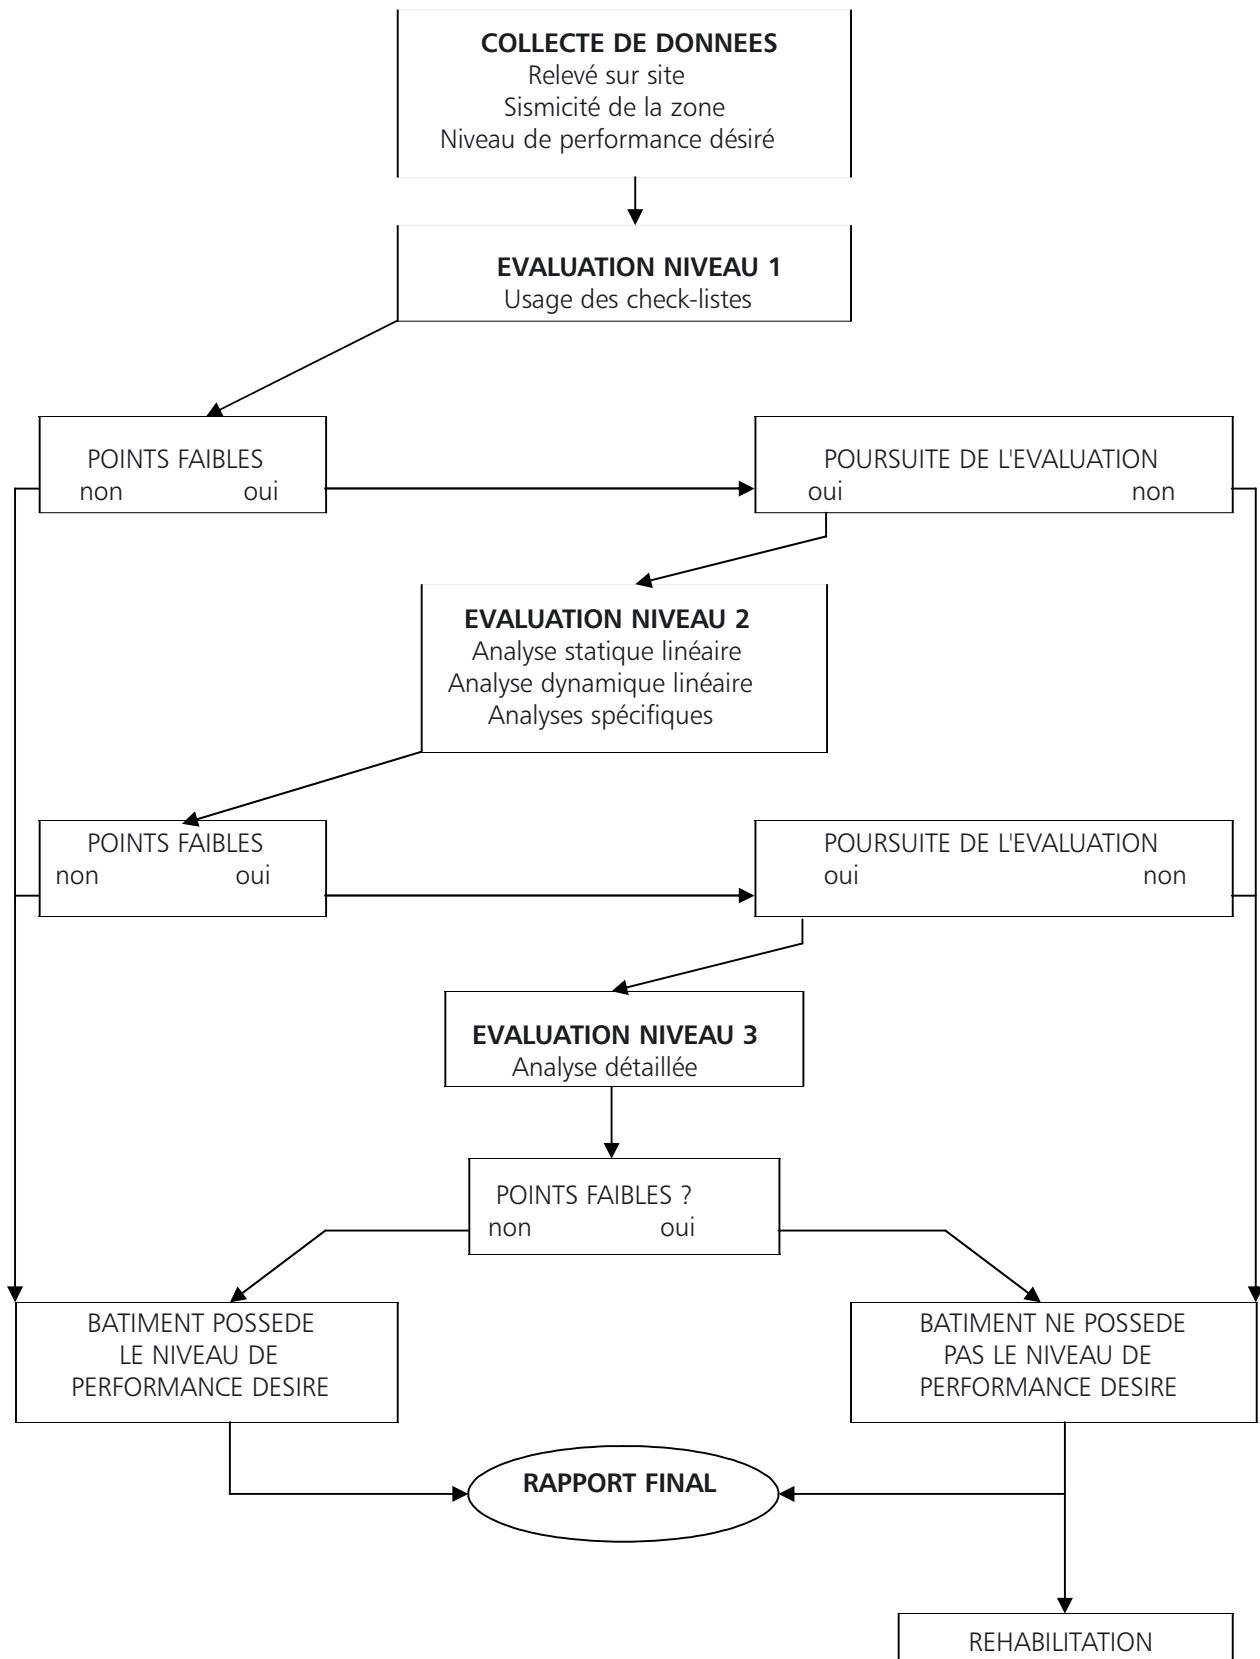 COLLECTE DE DONNEES
Relevé sur site
Sismicité de la zone
Niveau de performance désiré
EVALUATION NIVEAU 1
Usage des check-listes
POINTS FAIBLES
non oui
POURSUITE DE L'EVALUATION
oui non
EVALUATION NIVEAU 2
Analyse statique linéaire
Analyse dynamique linéaire
Analyses spécifiques
POINTS FAIBLES
non oui
POURSUITE DE L'EVALUATION
oui non
EVALUATION NIVEAU 3
Analyse détaillée
POINTS FAIBLES ?
non oui
BATIMENT POSSEDE
LE NIVEAU DE
PERFORMANCE DESIRE
BATIMENT NE POSSEDE
PAS LE NIVEAU DE
PERFORMANCE DESIRE
RAPPORT FINAL
REHABILITATION